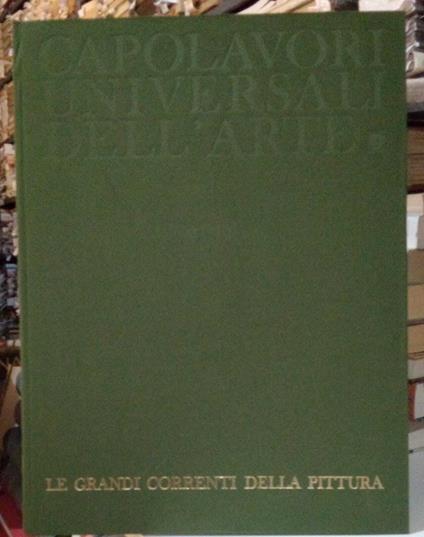 CAPOLAVORI
UNIVERSALI
DELL'ARTE
LE GRANDI CORRENTI DELLA PITTURA